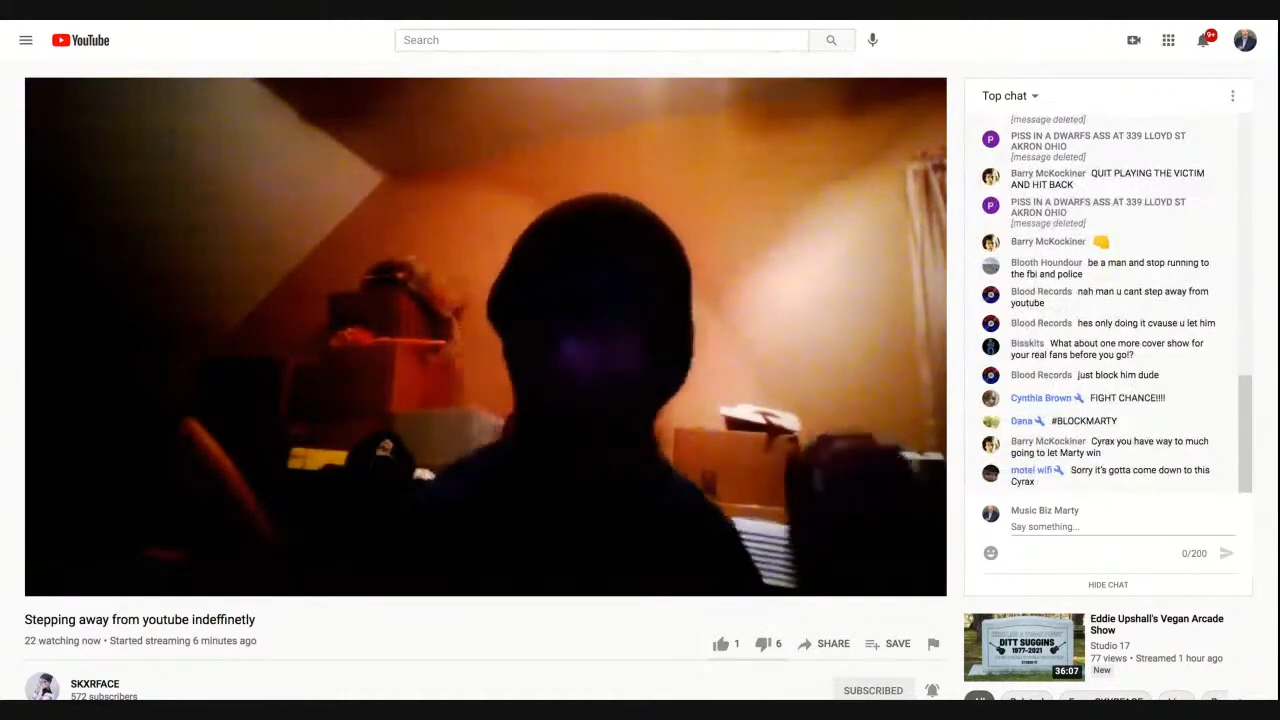 YouTube
Search
9+
Top chat
[message deleted]
P
PISS IN A DWARFS ASS AT 339 LLOYD ST
AKRON OHIO
[message deleted]
Barry McKockiner QUIT PLAYING THE VICTIM
AND HIT BACK
P
PISS IN A DWARFS ASS AT 339 LLOYD ST
AKRON OHIO
[message deleted]
Barry McKockiner
Blooth Houndour be a man and stop running to
the fbi and police
Blood Records nah man u cant step away from
youtube
Blood Records hes only doing it cvause u let him
Bisskits What about one more cover show for
your real fans before you go!?
Blood Records just block him dude
Cynthia Brown FIGHT CHANCE!!!!
Dana #BLOCKMARTY
Barry McKockiner Cyrax you have way to much
going to let Marty win
motel wifi Sorry it's gotta come down to this
Cyrax
Music Biz Marty
Say something...
0/200
HIDE CHAT
Stepping away from youtube indeffinetly
22 watching now • Started streaming 6 minutes ago
1
6
SHARE
SAVE
SKXRFACE
572 subscribers
SUBSCRIBED
DITT SUGGINS
1977-2021
36:07
Eddie Upshall's Vegan Arcade
Show
Studio 17
77 views • Streamed 1 hour ago
New